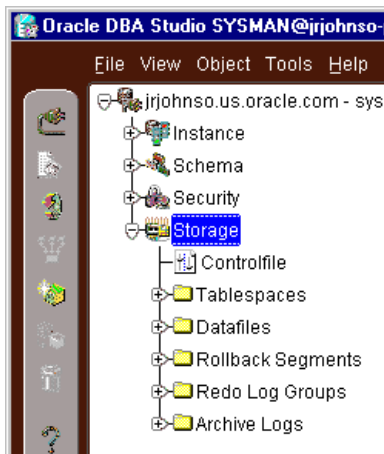 Oracle DBA Studio SYSMAN@jrjohnso-
File View Object Tools Help
jrjohnso.us.oracle.com - sys
Instance
Schema
Security
Storage
Controlfile
Tablespaces
Datafiles
Rollback Segments
Redo Log Groups
Archive Logs